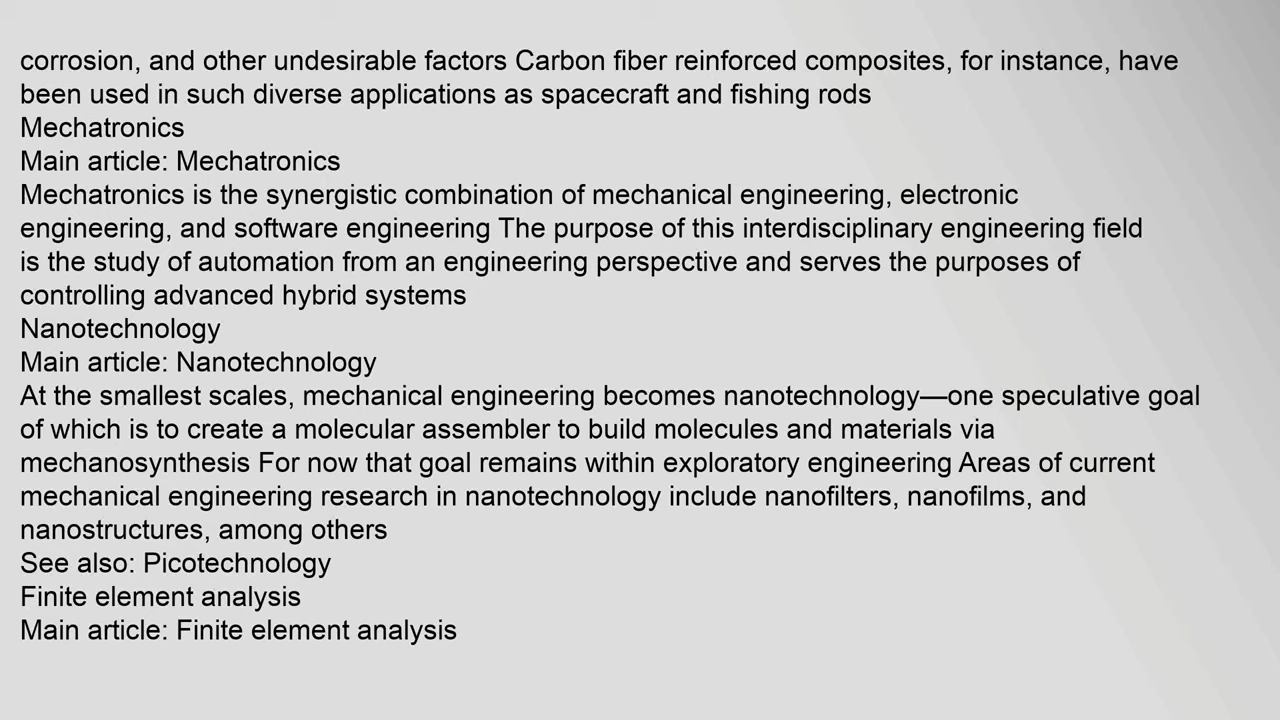 corrosion, and other undesirable factors Carbon fiber reinforced composites, for instance, have
been used in such diverse applications as spacecraft and fishing rods
Mechatronics
Main article: Mechatronics
Mechatronics is the synergistic combination of mechanical engineering, electronic
engineering, and software engineering The purpose of this interdisciplinary engineering field
is the study of automation from an engineering perspective and serves the purposes of
controlling advanced hybrid systems
Nanotechnology
Main article: Nanotechnology
At the smallest scales, mechanical engineering becomes nanotechnology—one speculative goal
of which is to create a molecular assembler to build molecules and materials via
mechanosynthesis For now that goal remains within exploratory engineering Areas of current
mechanical engineering research in nanotechnology include nanofilters, nanofilms, and
nanostructures, among others
See also: Picotechnology
Finite element analysis
Main article: Finite element analysis